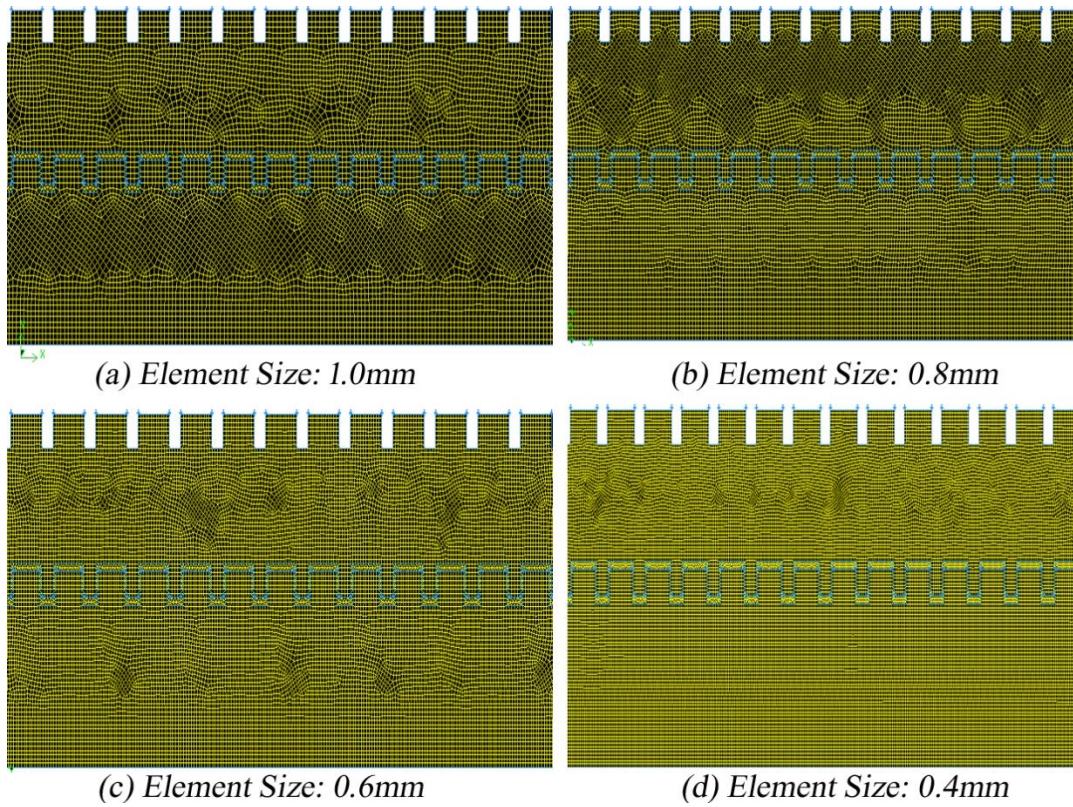 X
(a) Element Size: 1.0mm
(b) Element Size: 0.8mm
(c) Element Size: 0.6mm
(d) Element Size: 0.4mm